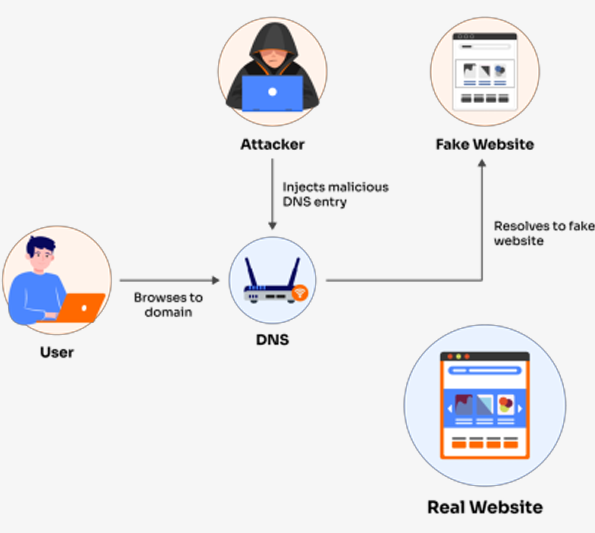 Attacker
Fake Website
Injects malicious
DNS entry
Resolves to fake
website
Browses to
domain
User
DNS
Real Website